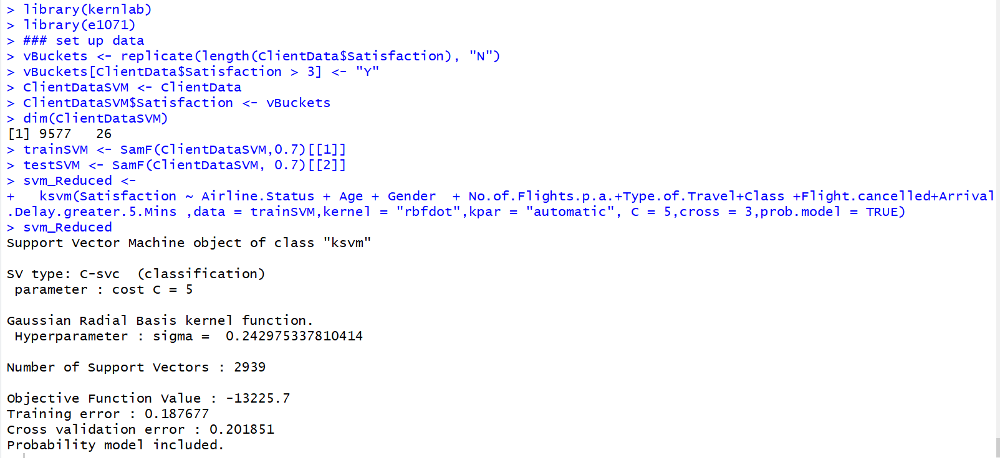 > library(kernlab)
> library(e1071)
> ### set up data
> vBuckets <- replicate(length(ClientData$Satisfaction), "N")
> vBuckets[ClientData$Satisfaction > 3] <- "Y"
> ClientDataSVM <- ClientData
> ClientDataSVM$Satisfaction <- vBuckets
> dim(ClientDataSVM)
[1] 9577   26
> trainSVM <- SamF(ClientDataSVM,0.7)[[1]]
> testSVM <- SamF(ClientDataSVM, 0.7)[[2]]
> svm_Reduced <-
+   ksvm(Satisfaction ~ Airline.Status + Age + Gender  + No.of.Flights.p.a.+Type.of.Travel+Class +Flight.cancelled+Arrival
.Delay.greater.5.Mins ,data = trainSVM,kernel = "rbfdot",kpar = "automatic", C = 5,cross = 3,prob.model = TRUE)
> svm_Reduced
Support Vector Machine object of class "ksvm"

SV type: C-svc  (classification)
 parameter : cost C = 5

Gaussian Radial Basis kernel function.
 Hyperparameter : sigma =  0.242975337810414

Number of Support Vectors : 2939

Objective Function Value : -13225.7
Training error : 0.187677
Cross validation error : 0.201851
Probability model included.